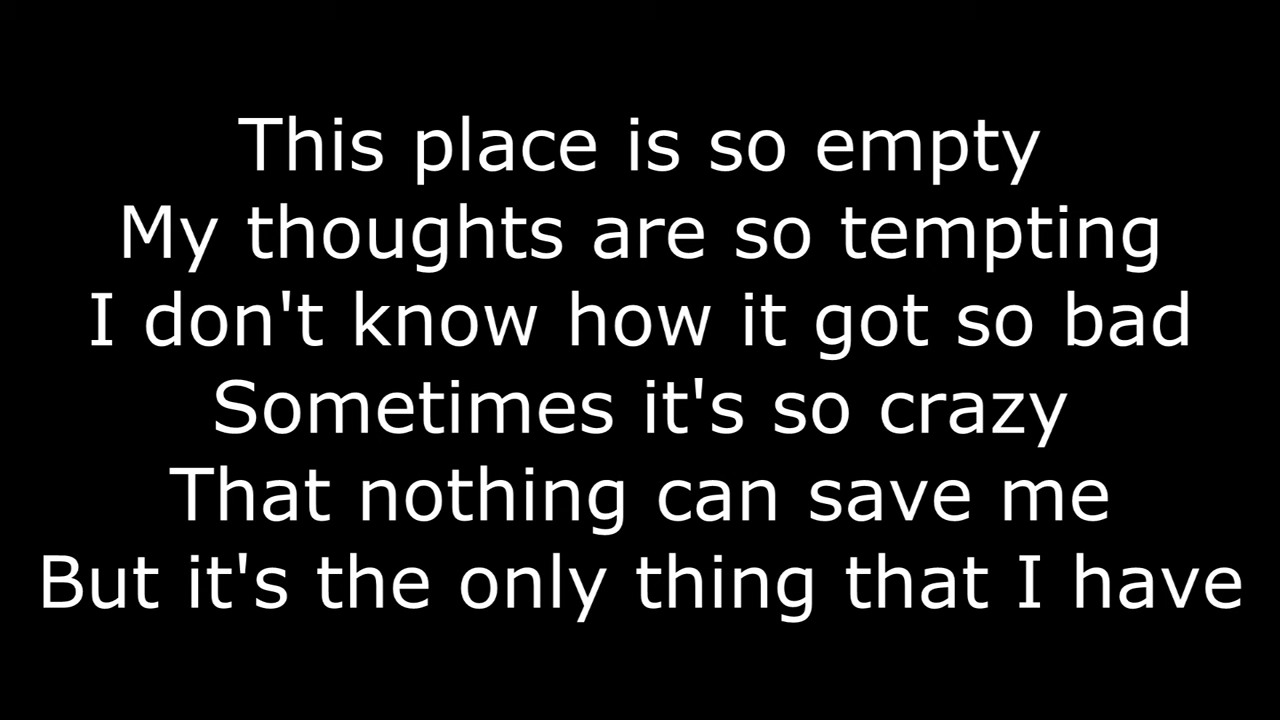 This place is so empty
My thoughts are so tempting
I don't know how it got so bad
Sometimes it's so crazy
That nothing can save me
But it's the only thing that I have